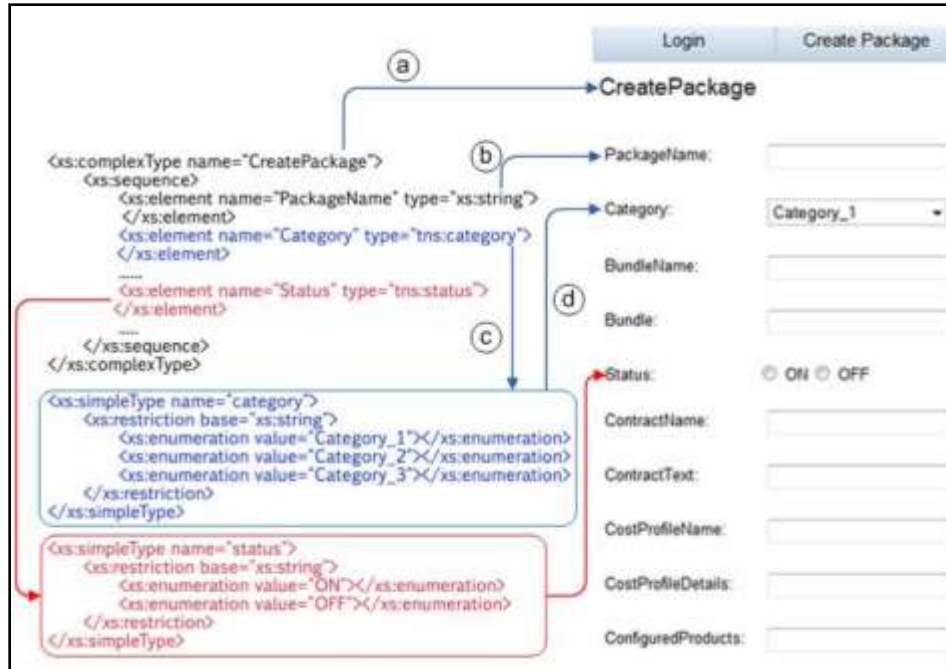 Login Create Package
a
CreatePackage
<xs:complexType name="CreatePackage">
<xs:sequence>
<xs:element name="PackageName" type="xs:string">
</xs:element>
<xs:element name="Category" type="tns:category">
</xs:element>
.....
<xs:element name="Status" type="tns:status">
</xs:element>
.....
</xs:sequence>
</xs:complexType>
b
c
d
<xs:simpleType name="category">
<xs:restriction base="xs:string">
<xs:enumeration value="Category_1"></xs:enumeration>
<xs:enumeration value="Category_2"></xs:enumeration>
<xs:enumeration value="Category_3"></xs:enumeration>
</xs:restriction>
</xs:simpleType>
<xs:simpleType name="status">
<xs:restriction base="xs:string">
<xs:enumeration value="ON"></xs:enumeration>
<xs:enumeration value="OFF"></xs:enumeration>
</xs:restriction>
</xs:simpleType>
PackageName:
Category: Category_1
BundleName:
Bundle:
Status: ON OFF
ContractName:
ContractText:
CostProfileName:
CostProfileDetails:
ConfiguredProducts: